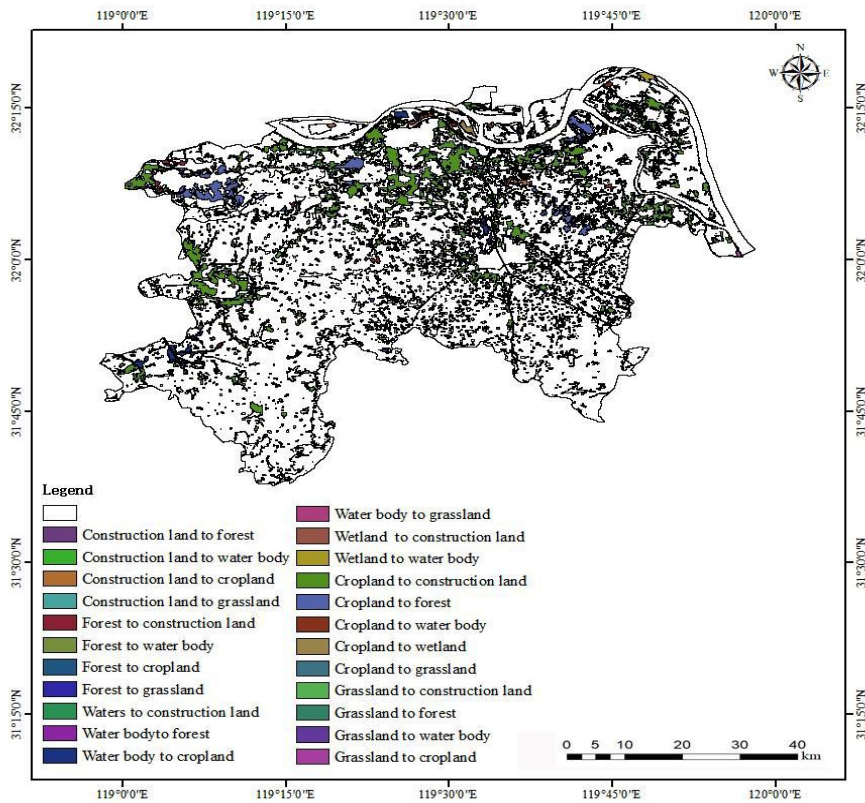 119°0'0"E 119°15'0"E 119°30'0"E 119°45'0"E 120°0'0"E
N
W E
S
32°15'0"N 32°15'0"N
32°0'0"N 32°0'0"N
31°45'0"N 31°45'0"N
31°30'0"N 31°30'0"N
31°15'0"N 31°15'0"N
Legend
Construction land to forest
Construction land to water body
Construction land to cropland
Construction land to grassland
Forest to construction land
Forest to water body
Forest to cropland
Forest to grassland
Waters to construction land
Water body to forest
Water body to cropland
Water body to grassland
Wetland to construction land
Wetland to water body
Cropland to construction land
Cropland to forest
Cropland to water body
Cropland to wetland
Cropland to grassland
Grassland to construction land
Grassland to forest
Grassland to water body
Grassland to cropland
0 5 10 20 30 40
km
119°0'0"E 119°15'0"E 119°30'0"E 119°45'0"E 120°0'0"E